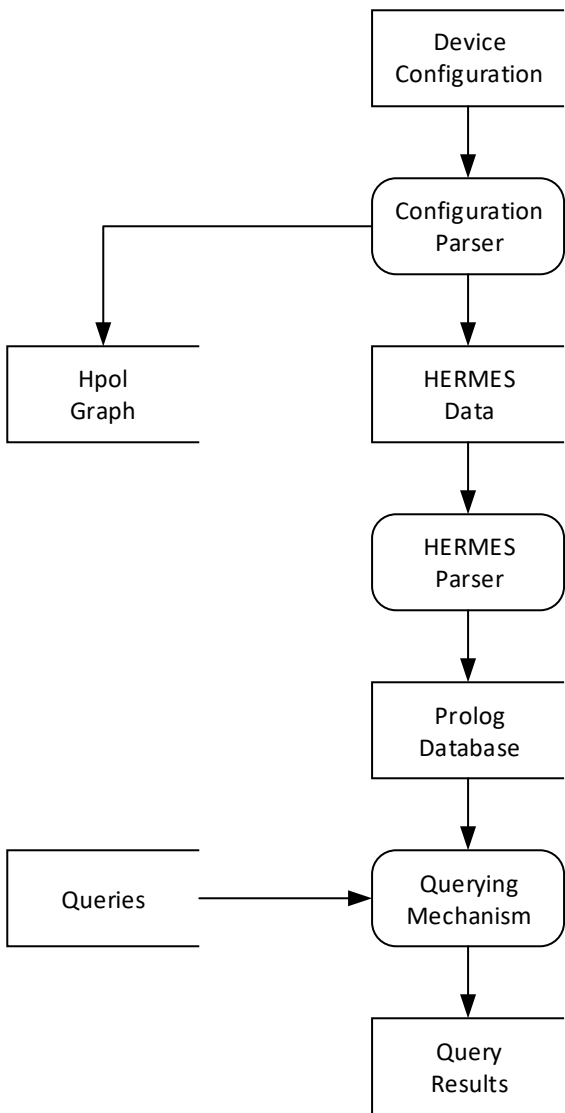 Device
Configuration
Configuration
Parser
Hpol
Graph
HERMES
Data
HERMES
Parser
Prolog
Database
Queries
Querying
Mechanism
Query
Results